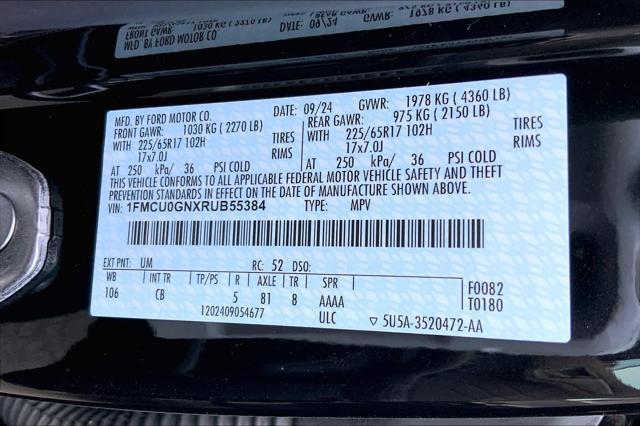 MFD. BY FORD MOTOR CO. DATE: 09/24 GVWR: 1978 KG ( 4360 LB)
FRONT GAWR: 1030 KG ( 2270 LB) REAR GAWR: 975 KG ( 2150 LB)
WITH TIRES WITH TIRES
225/65R17 102H 225/65R17 102H
17x7.0J RIMS 17x7.0J RIMS
AT 250 kPa/ 36 PSI COLD AT 250 kPa/ 36 PSI COLD
THIS VEHICLE CONFORMS TO ALL APPLICABLE FEDERAL MOTOR VEHICLE SAFETY AND THEFT
PREVENTION STANDARDS IN EFFECT ON THE DATE OF MANUFACTURE SHOWN ABOVE.
VIN: 1FMCU0GNXRUB55384 TYPE: MPV
EXT PNT: UM RC: 52 DSO:
WB INT TR TP/PS R AXLE TR SPR F0082
106 CB 5 81 8 AAAA T0180
1202409054677 ULC ▽ 5U5A-3520472-AA